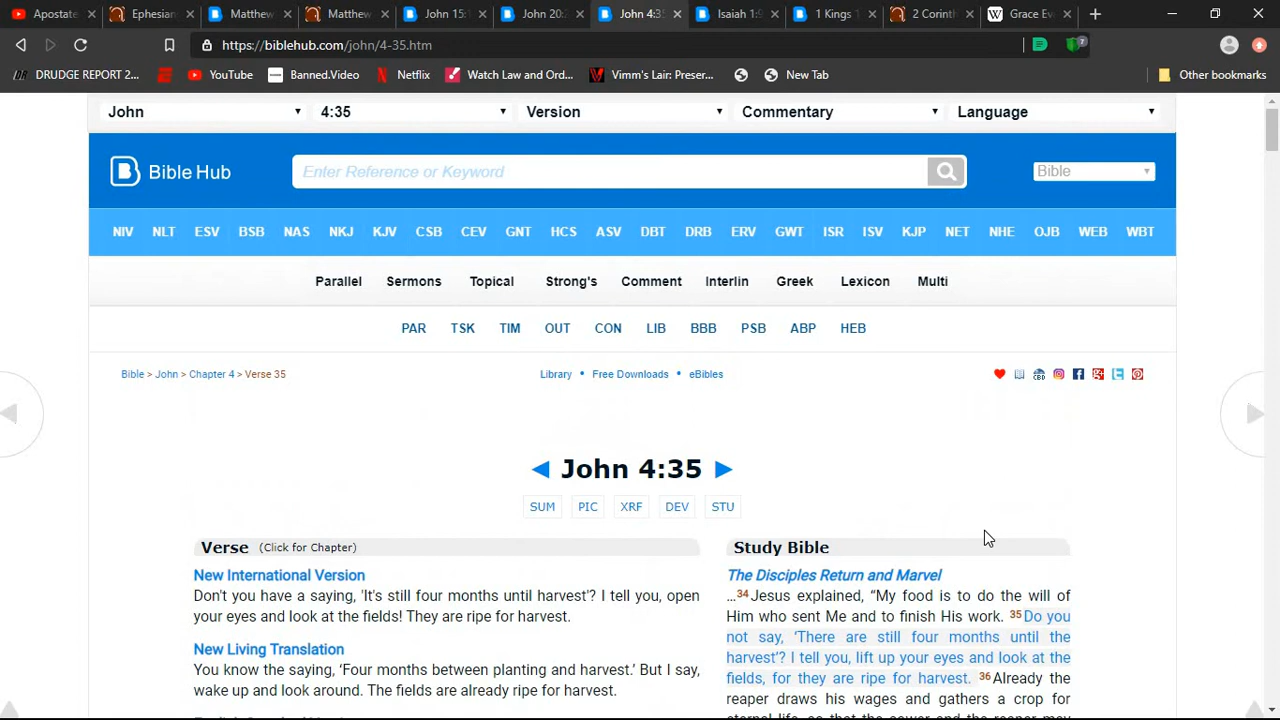 Apostate
Ephesian
Matthew
Matthew
John 15:1
John 20:2
John 4:35
Isaiah 1:9
1 Kings 1
2 Corinth
Grace Eve
https://biblehub.com/john/4-35.htm
DRUDGE REPORT 2... YouTube Banned.Video Netflix Watch Law and Ord... Vimm's Lair: Preser... New Tab Other bookmarks
John 4:35 Version Commentary Language
Bible Hub Enter Reference or Keyword Bible
NIV NLT ESV BSB NAS NKJ KJV CSB CEV GNT HCS ASV DBT DRB ERV GWT ISR ISV KJP NET NHE OJB WEB WBT
Parallel Sermons Topical Strong's Comment Interlin Greek Lexicon Multi
PAR TSK TIM OUT CON LIB BBB PSB ABP HEB
Bible > John > Chapter 4 > Verse 35 Library • Free Downloads • eBibles
◄ John 4:35 ►
SUM PIC XRF DEV STU
Verse (Click for Chapter)
New International Version
Don't you have a saying, 'It's still four months until harvest'? I tell you, open
your eyes and look at the fields! They are ripe for harvest.
New Living Translation
You know the saying, 'Four months between planting and harvest.' But I say,
wake up and look around. The fields are already ripe for harvest.
Study Bible
The Disciples Return and Marvel
...34Jesus explained, “My food is to do the will of
Him who sent Me and to finish His work. 35Do you
not say, ‘There are still four months until the
harvest’? I tell you, lift up your eyes and look at the
fields, for they are ripe for harvest. 36Already the
reaper draws his wages and gathers a crop for